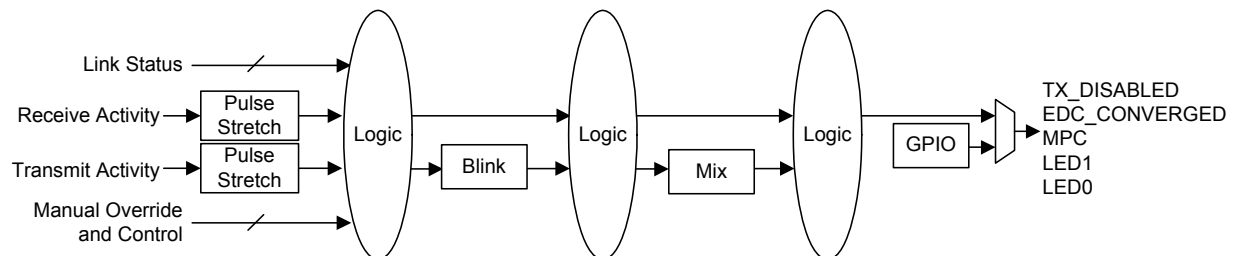 Link Status
Receive Activity
Pulse
Stretch
Transmit Activity
Pulse
Stretch
Manual Override
and Control
Logic
Blink
Logic
Mix
Logic
GPIO
TX_DISABLED
EDC_CONVERGED
MPC
LED1
LED0